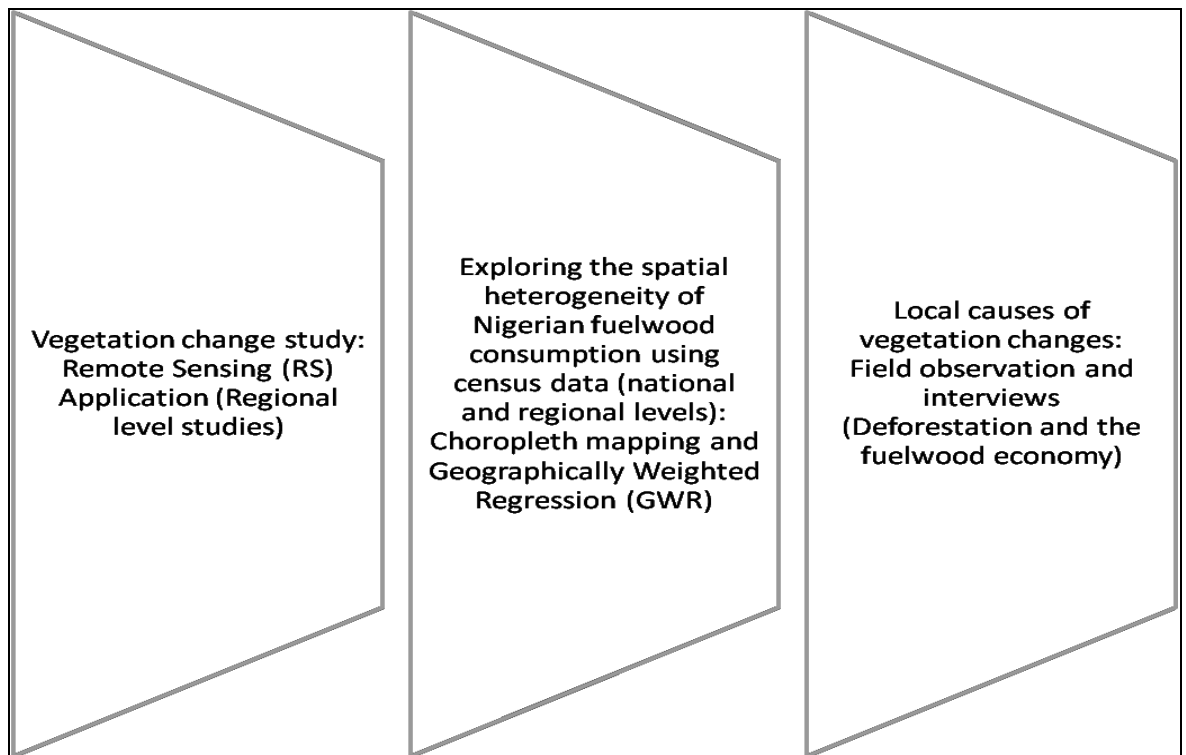 Vegetation change study:
Remote Sensing (RS)
Application (Regional
level studies)
Exploring the spatial
heterogeneity of
Nigerian fuelwood
consumption using
census data (national
and regional levels):
Choropleth mapping and
Geographically Weighted
Regression (GWR)
Local causes of
vegetation changes:
Field observation and
interviews
(Deforestation and the
fuelwood economy)